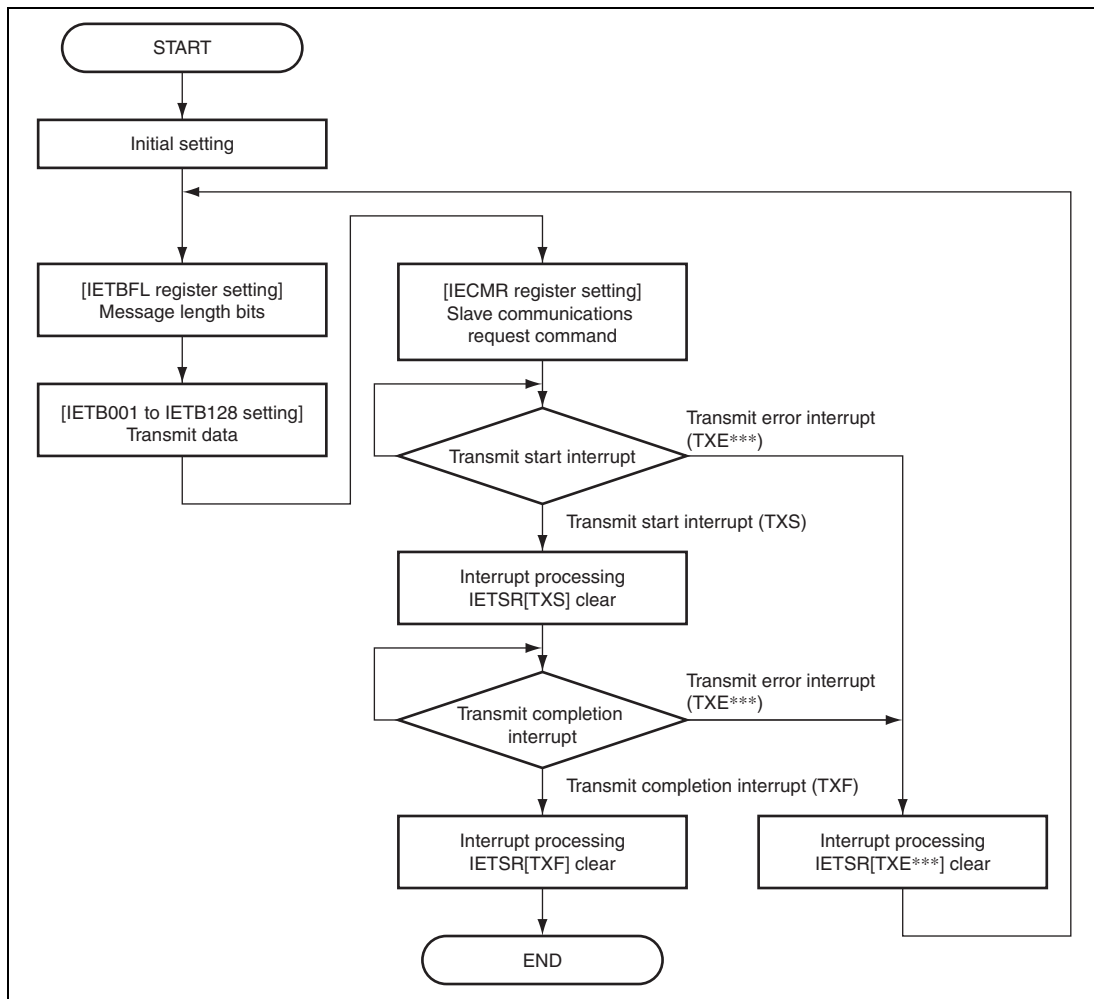 START
Initial setting
[IETBFL register setting]
Message length bits
[IETB001 to IETB128 setting]
Transmit data
[IECMR register setting]
Slave communications
request command
Transmit start interrupt
Transmit error interrupt
(TXE***)
Transmit start interrupt (TXS)
Interrupt processing
IETSR[TXS] clear
Transmit completion
interrupt
Transmit error interrupt
(TXE***)
Transmit completion interrupt (TXF)
Interrupt processing
IETSR[TXF] clear
Interrupt processing
IETSR[TXE***] clear
END